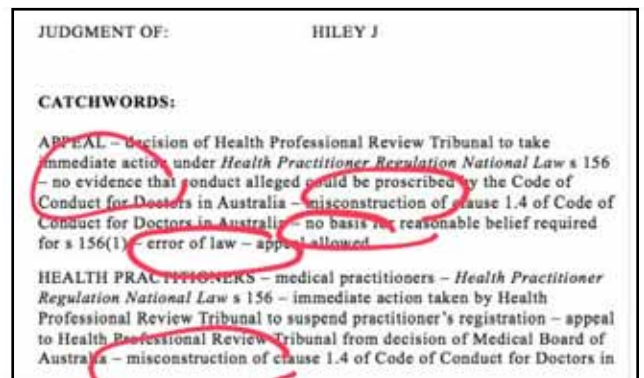 JUDGMENT OF: HILEY J
CATCHWORDS:
APPEAL – decision of Health Professional Review Tribunal to take
immediate action under Health Practitioner Regulation National Law s 156
– no evidence that conduct alleged could be proscribed by the Code of
Conduct for Doctors in Australia – misconstruction of clause 1.4 of Code of
Conduct for Doctors in Australia – no basis for reasonable belief required
for s 156(1) – error of law – appeal allowed
HEALTH PRACTITIONERS – medical practitioners – Health Practitioner
Regulation National Law s 156 – immediate action taken by Health
Professional Review Tribunal to suspend practitioner's registration – appeal
to Health Professional Review Tribunal from decision of Medical Board of
Australia – misconstruction of clause 1.4 of Code of Conduct for Doctors in